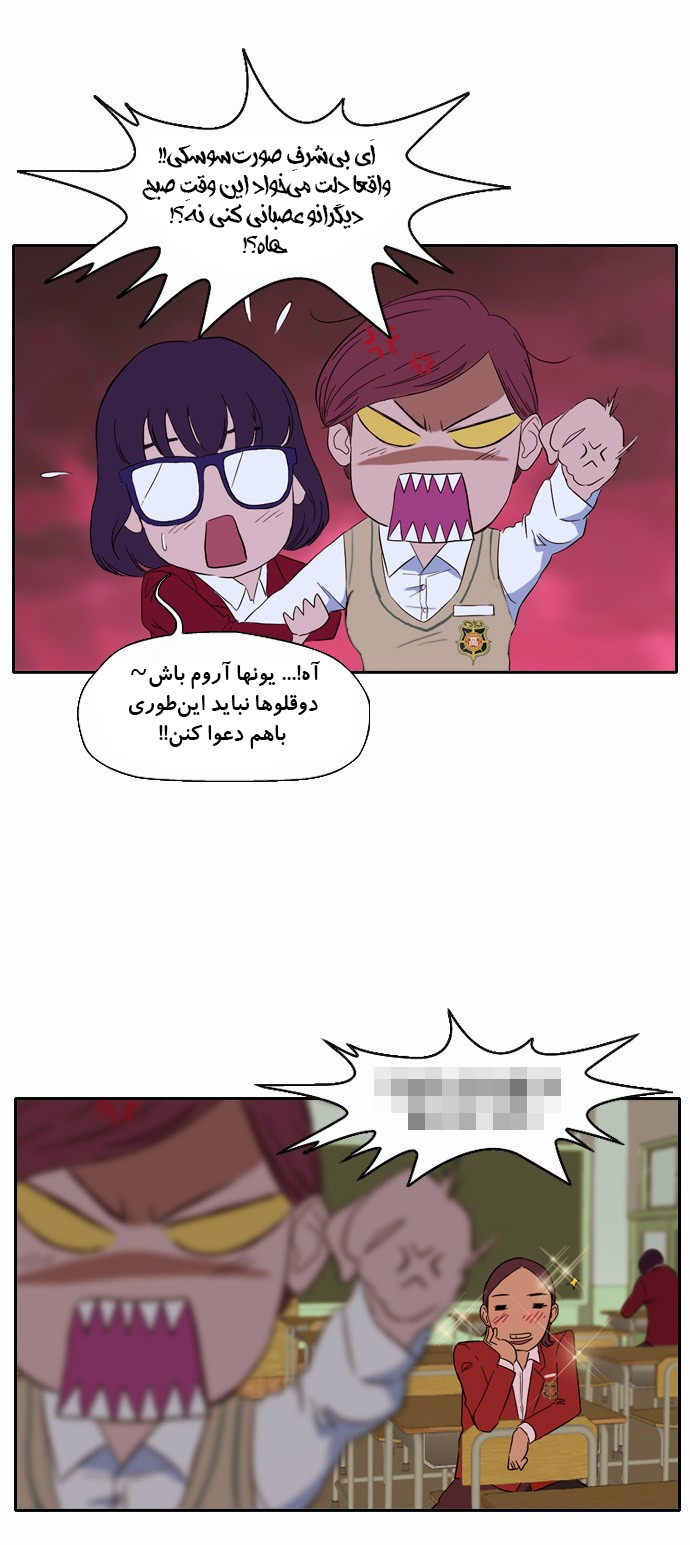 اَی بی‌شرفِ صورت‌سوسکی!!
واقعا دلت می‌خواد این وقتِ صبح
دیگرانو عصبانی کنی نه؟!
هاه؟!
آه!... یونها آروم باش~
دوقلوها نباید این‌طوری
باهم دعوا کنن!!